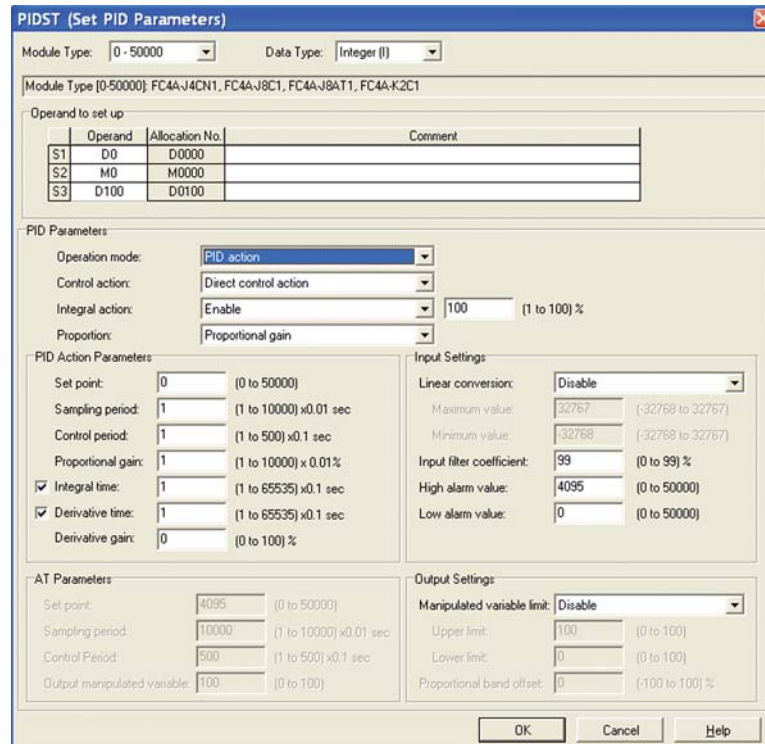 PIDST (Set PID Parameters)
Module Type: 0 - 50000 Data Type: Integer (I)
Module Type [0-50000]: FC4A-J4CN1, FC4A-J8C1, FC4A-J8AT1, FC4A-K2C1
Operand to set up
Operand Allocation No. Comment
S1 D0 D0000
S2 M0 M0000
S3 D100 D0100
PID Parameters
Operation mode: PID action
Control action: Direct control action
Integral action: Enable 100 (1 to 100) %
Proportion: Proportional gain
PID Action Parameters
Set point: 0 (0 to 50000)
Sampling period: 1 (1 to 10000) x0.01 sec
Control period: 1 (1 to 500) x0.1 sec
Proportional gain: 1 (1 to 10000) x 0.01%
Integral time: 1 (1 to 65535) x0.1 sec
Derivative time: 1 (1 to 65535) x0.1 sec
Derivative gain: 0 (0 to 100) %
Input Settings
Linear conversion: Disable
Maximum value: 32767 (-32768 to 32767)
Minimum value: -32768 (-32768 to 32767)
Input filter coefficient: 99 (0 to 99) %
High alarm value: 4095 (0 to 50000)
Low alarm value: 0 (0 to 50000)
AT Parameters
Set point: 4095 (0 to 50000)
Sampling period: 10000 (1 to 10000) x0.01 sec
Control Period: 500 (1 to 500) x0.1 sec
Output manipulated variable: 100 (0 to 100)
Output Settings
Manipulated variable limit: Disable
Upper limit: 100 (0 to 100)
Lower limit: 0 (0 to 100)
Proportional band offset: 0 (-100 to 100) %
OK Cancel Help